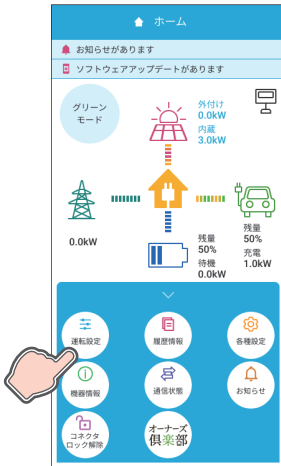 ホーム
お知らせがあります
ソフトウェアアップデートがあります
グリーン
モード
外付け
0.0kW
内蔵
3.0kW
0.0kW
残量
50%
待機
0.0kW
残量
50%
充電
1.0kW
運転設定
履歴情報
各種設定
機器情報
通信状態
お知らせ
コネクタ
ロック解除
オーナーズ
倶楽部